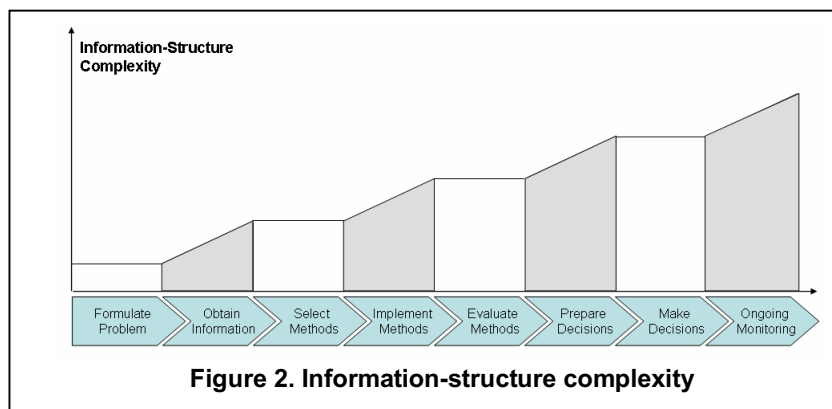 Information-Structure
Complexity
Formulate
Problem
Obtain
Information
Select
Methods
Implement
Methods
Evaluate
Methods
Prepare
Decisions
Make
Decisions
Ongoing
Monitoring
Figure 2. Information-structure complexity